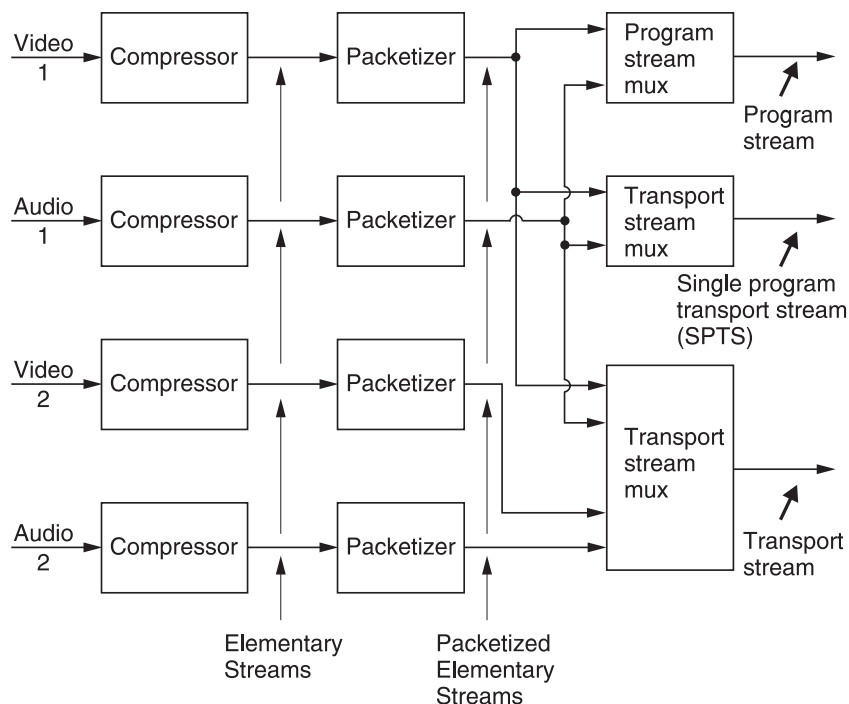 Video
1
Compressor
Packetizer
Program
stream
mux
Program
stream
Audio
1
Compressor
Packetizer
Transport
stream
mux
Single program
transport stream
(SPTS)
Video
2
Compressor
Packetizer
Transport
stream
mux
Audio
2
Compressor
Packetizer
Transport
stream
Elementary
Streams
Packetized
Elementary
Streams